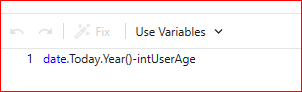 Fix Use Variables
1 date.Today.Year()-intUserAge